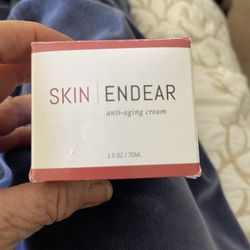 SKIN | ENDEAR
anti-aging cream
1.0 OZ / 30ML